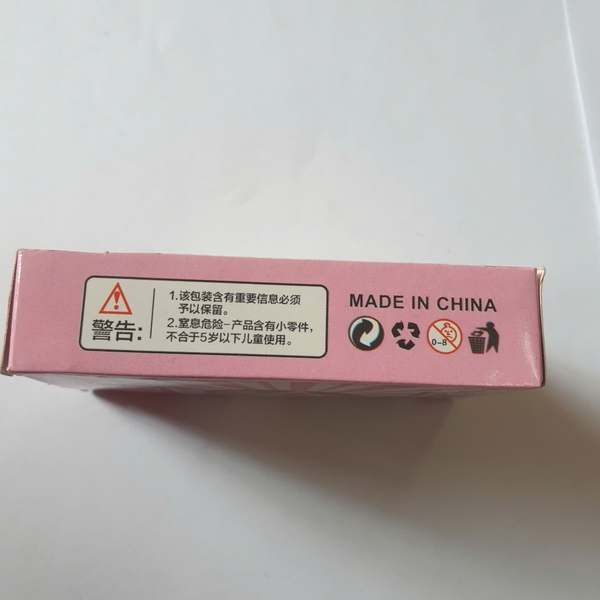 警告:
1.该包装含有重要信息必须
予以保留。
2.窒息危险-产品含有小零件,
不合于5岁以下儿童使用。
MADE IN CHINA
0-8